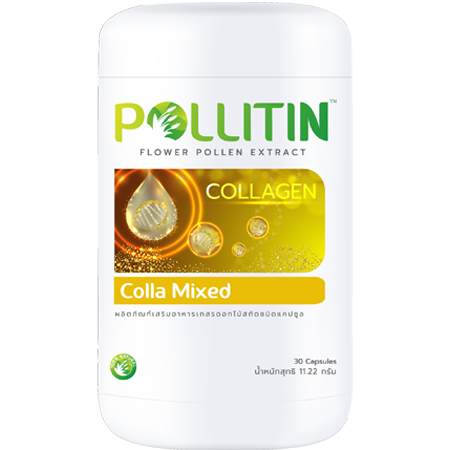 POLLITIN™
FLOWER POLLEN EXTRACT
COLLAGEN
Colla Mixed
ผลิตภัณฑ์เสริมอาหารเกสรดอกไม้สกัดชนิดแคปซูล
30 Capsules
น้ำหนักสุทธิ 11.22 กรัม